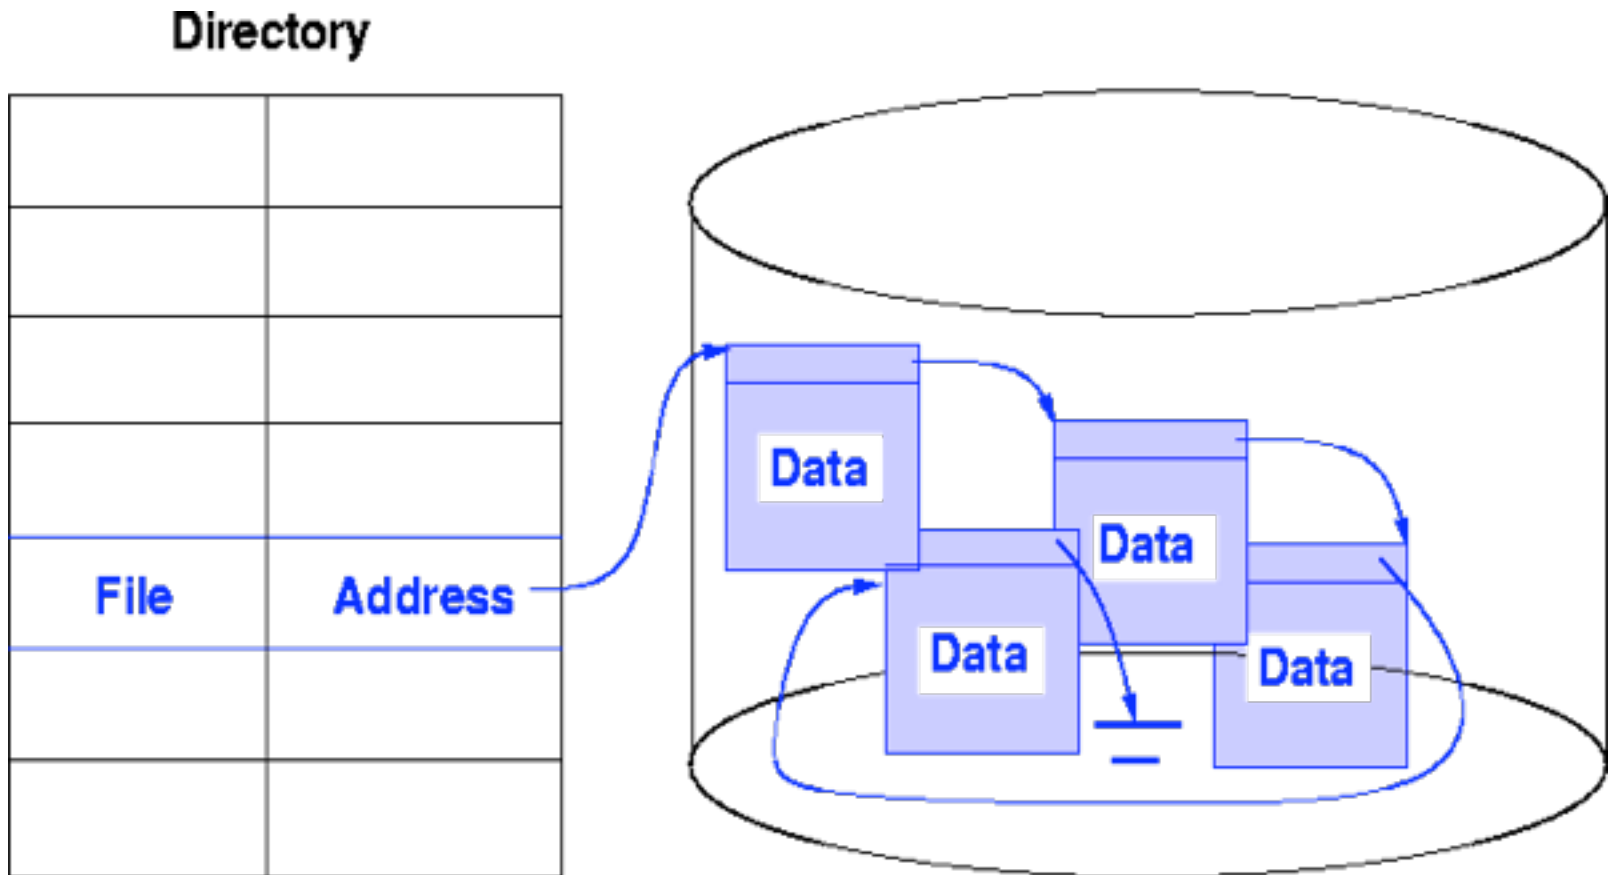 Directory
File
Address
Data
Data
Data
Data